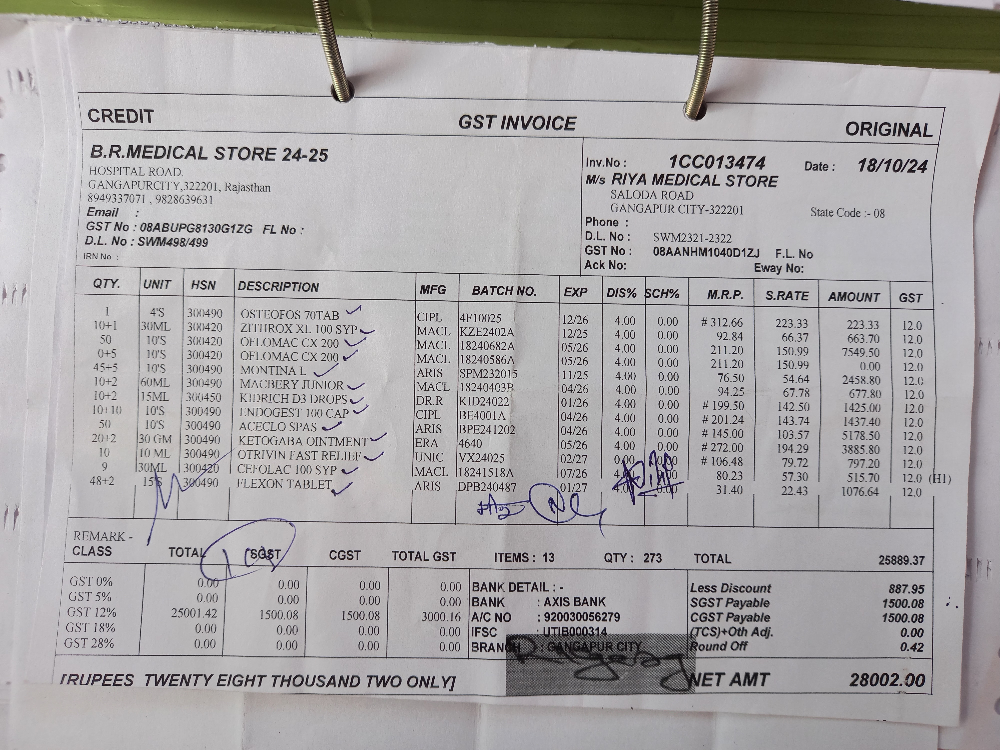 CREDIT GST INVOICE ORIGINAL
B.R.MEDICAL STORE 24-25
HOSPITAL ROAD.
GANGAPURCITY,322201, Rajasthan
8949337071 , 9828639631
Email :
GST No : 08ABUPG8130G1ZG FL No :
D.L. No : SWM498/499
IRN No :
Inv.No : 1CC013474 Date : 18/10/24
M/s RIYA MEDICAL STORE
SALODA ROAD
GANGAPUR CITY-322201 State Code :- 08
Phone :
D.L. No : SWM2321-2322
GST No : 08AANHM1040D1ZJ F.L. No
Ack No: Eway No:
QTY. UNIT HSN DESCRIPTION MFG BATCH NO. EXP DIS% SCH% M.R.P. S.RATE AMOUNT GST
1 4'S 300490 OSTEOFOS 70TAB CIPL 4F10025 12/26 4.00 0.00 # 312.66 223.33 223.33 12.0
10+1 30ML 300420 ZITHROX XL 100 SYP MACL KZE2402A 12/25 4.00 0.00 92.84 66.37 663.70 12.0
50 10'S 300420 OFLOMAC CX 200 MACL 18240682A 05/26 4.00 0.00 211.20 150.99 7549.50 12.0
0+5 10'S 300420 OFLOMAC CX 200 MACL 18240586A 05/26 4.00 0.00 211.20 150.99 0.00 12.0
45+5 10'S 300490 MONTINA L ARIS SPM232015 11/25 4.00 0.00 76.50 54.64 2458.80 12.0
10+2 60ML 300490 MACBERY JUNIOR MACL 18240403B 04/26 4.00 0.00 94.25 67.78 677.80 12.0
10+2 15ML 300450 KIDRICH D3 DROPS DR.R KID24022 01/26 4.00 0.00 # 199.50 142.50 1425.00 12.0
10+10 10'S 300490 ENDOGEST 100 CAP CIPL BE4001A 04/26 4.00 0.00 # 201.24 143.74 1437.40 12.0
50 10'S 300490 ACECLO SPAS ARIS BPE241202 04/26 4.00 0.00 # 145.00 103.57 5178.50 12.0
20+2 30 GM 300490 KETOGABA OINTMENT ERA 4640 05/26 4.00 0.00 # 272.00 194.29 3885.80 12.0
10 10 ML 300490 OTRIVIN FAST RELIEF UNIC VX24025 02/27 0.00 0.00 # 106.48 79.72 797.20 12.0
9 30ML 300420 CEFOLAC 100 SYP MACL 18241518A 07/26 4.00 0.00 80.23 57.30 515.70 12.0 (H1)
48+2 15'S 300490 FLEXON TABLET ARIS DPB240487 01/27 4.00 0.00 31.40 22.43 1076.64 12.0
REMARK -
CLASS TOTAL SGST CGST TOTAL GST ITEMS : 13 QTY : 273 TOTAL 25889.37
GST 0% 0.00 0.00 0.00 0.00 BANK DETAIL : - Less Discount 887.95
GST 5% 0.00 0.00 0.00 0.00 BANK : AXIS BANK SGST Payable 1500.08
GST 12% 25001.42 1500.08 1500.08 3000.16 A/C NO : 920030056279 CGST Payable 1500.08
GST 18% 0.00 0.00 0.00 0.00 IFSC : UTIB000314 (TCS)+Oth Adj. 0.00
GST 28% 0.00 0.00 0.00 0.00 BRANCH : GANGAPUR CITY Round Off 0.42
[RUPEES TWENTY EIGHT THOUSAND TWO ONLY] NET AMT 28002.00